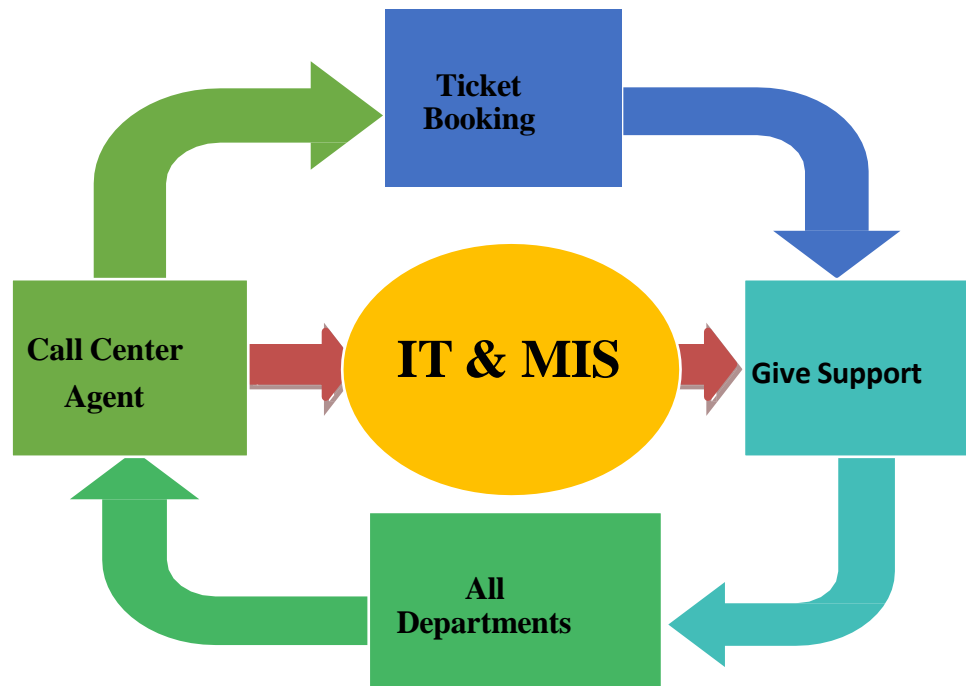 Ticket
Booking
Call Center
Agent
IT & MIS
Give Support
All
Departments